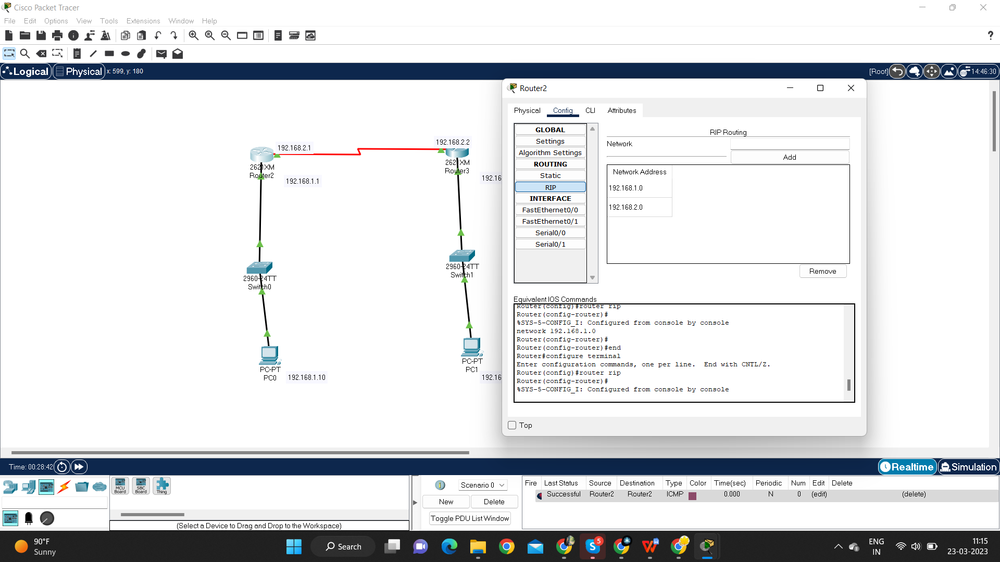 Cisco Packet Tracer
File Edit Options View Tools Extensions Window Help
?
Logical Physical x: 599, y: 180 [Root] 14:46:30
Router2
Physical Config CLI Attributes
GLOBAL
Settings
Algorithm Settings
ROUTING
Static
RIP
INTERFACE
FastEthernet0/0
FastEthernet0/1
Serial0/0
Serial0/1
RIP Routing
Network
Add
Network Address
192.168.1.0
192.168.2.0
Remove
Equivalent IOS Commands
Router(config)#router rip
Router(config-router)#
%SYS-5-CONFIG_I: Configured from console by console
network 192.168.1.0
Router(config-router)#
Router(config-router)#end
Router#configure terminal
Enter configuration commands, one per line.  End with CNTL/Z.
Router(config)#router rip
Router(config-router)#
%SYS-5-CONFIG_I: Configured from console by console
Top
192.168.2.1
2621XM
Router2
192.168.1.1
192.168.2.2
2621XM
Router3
192.16
2960-24TT
Switch0
2960-24TT
Switch1
PC-PT
PC0
192.168.1.10
PC-PT
PC1
192.16
Time: 00:28:42
Realtime Simulation
MCU Board
SBC Board
Thing
(Select a Device to Drag and Drop to the Workspace)
1
Scenario 0
New Delete
Toggle PDU List Window
Fire Last Status Source Destination Type Color Time(sec) Periodic Num Edit Delete
Successful Router2 Router2 ICMP 0.000 N 0 (edit) (delete)
90°F
Sunny
Search
5
ENG
IN
11:15
23-03-2023